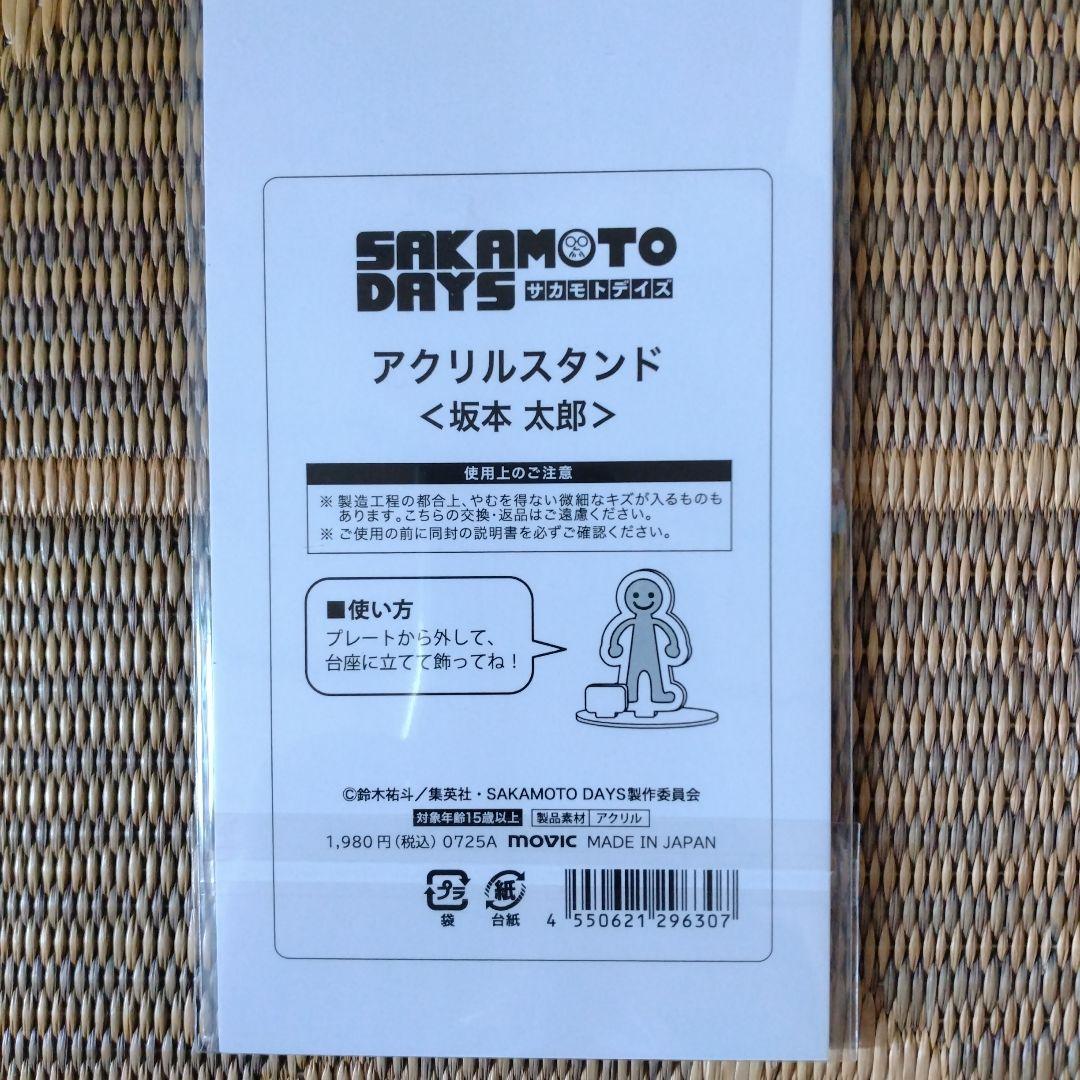 SAKAMOTO
DAYS サカモトデイズ
アクリルスタンド
＜坂本 太郎＞
使用上のご注意
※ 製造工程の都合上、やむを得ない微細なキズが入るものも
あります。こちらの交換・返品はご遠慮ください。
※ ご使用の前に同封の説明書を必ずご確認ください。
■使い方
プレートから外して、
台座に立てて飾ってね！
©鈴木祐斗／集英社・SAKAMOTO DAYS製作委員会
対象年齢15歳以上 製品素材 アクリル
1,980円（税込）0725A movic MADE IN JAPAN
プラ 紙
袋 台紙
4 550621 296307